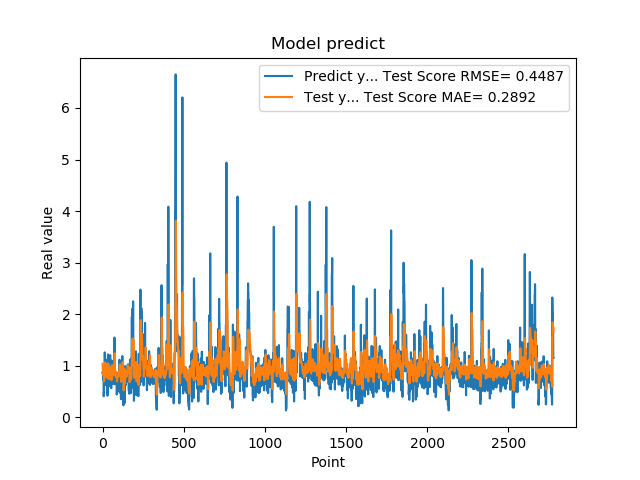 Model predict
Predict y... Test Score RMSE= 0.4487
Test y... Test Score MAE= 0.2892
Real value
6
5
4
3
2
1
0
0 500 1000 1500 2000 2500
Point